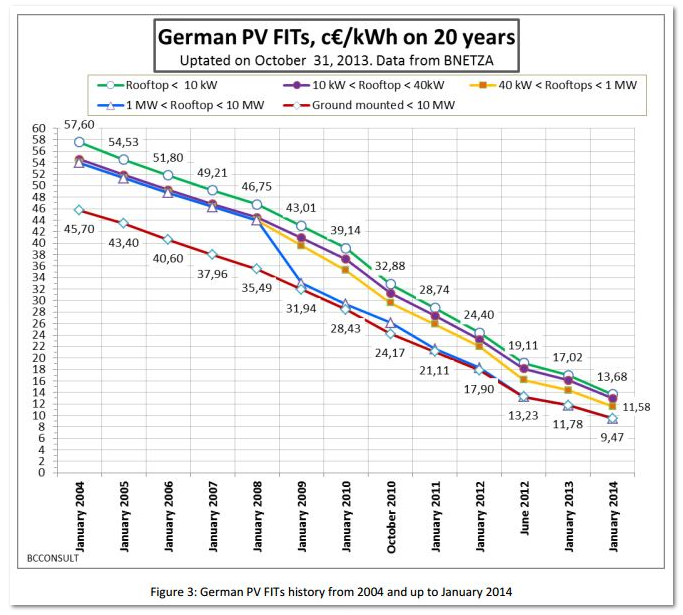 German PV FITs, c€/kWh on 20 years
Uptated on October 31, 2013. Data from BNETZA
Rooftop < 10 kW
10 kW < Rooftop < 40kW
40 kW < Rooftops < 1 MW
1 MW < Rooftop < 10 MW
Ground mounted < 10 MW
60
58
56
54
52
50
48
46
44
42
40
38
36
34
32
30
28
26
24
22
20
18
16
14
12
10
8
6
4
2
0
57,60
54,53
51,80
49,21
46,75
43,01
39,14
32,88
28,74
24,40
19,11
17,02
13,68
11,58
45,70
43,40
40,60
37,96
35,49
31,94
28,43
24,17
21,11
17,90
13,23
11,78
9,47
January 2004
January 2005
January 2006
January 2007
January 2008
January 2009
January 2010
October 2010
January 2011
January 2012
June 2012
January 2013
January 2014
BCCONSULT
Figure 3: German PV FITs history from 2004 and up to January 2014